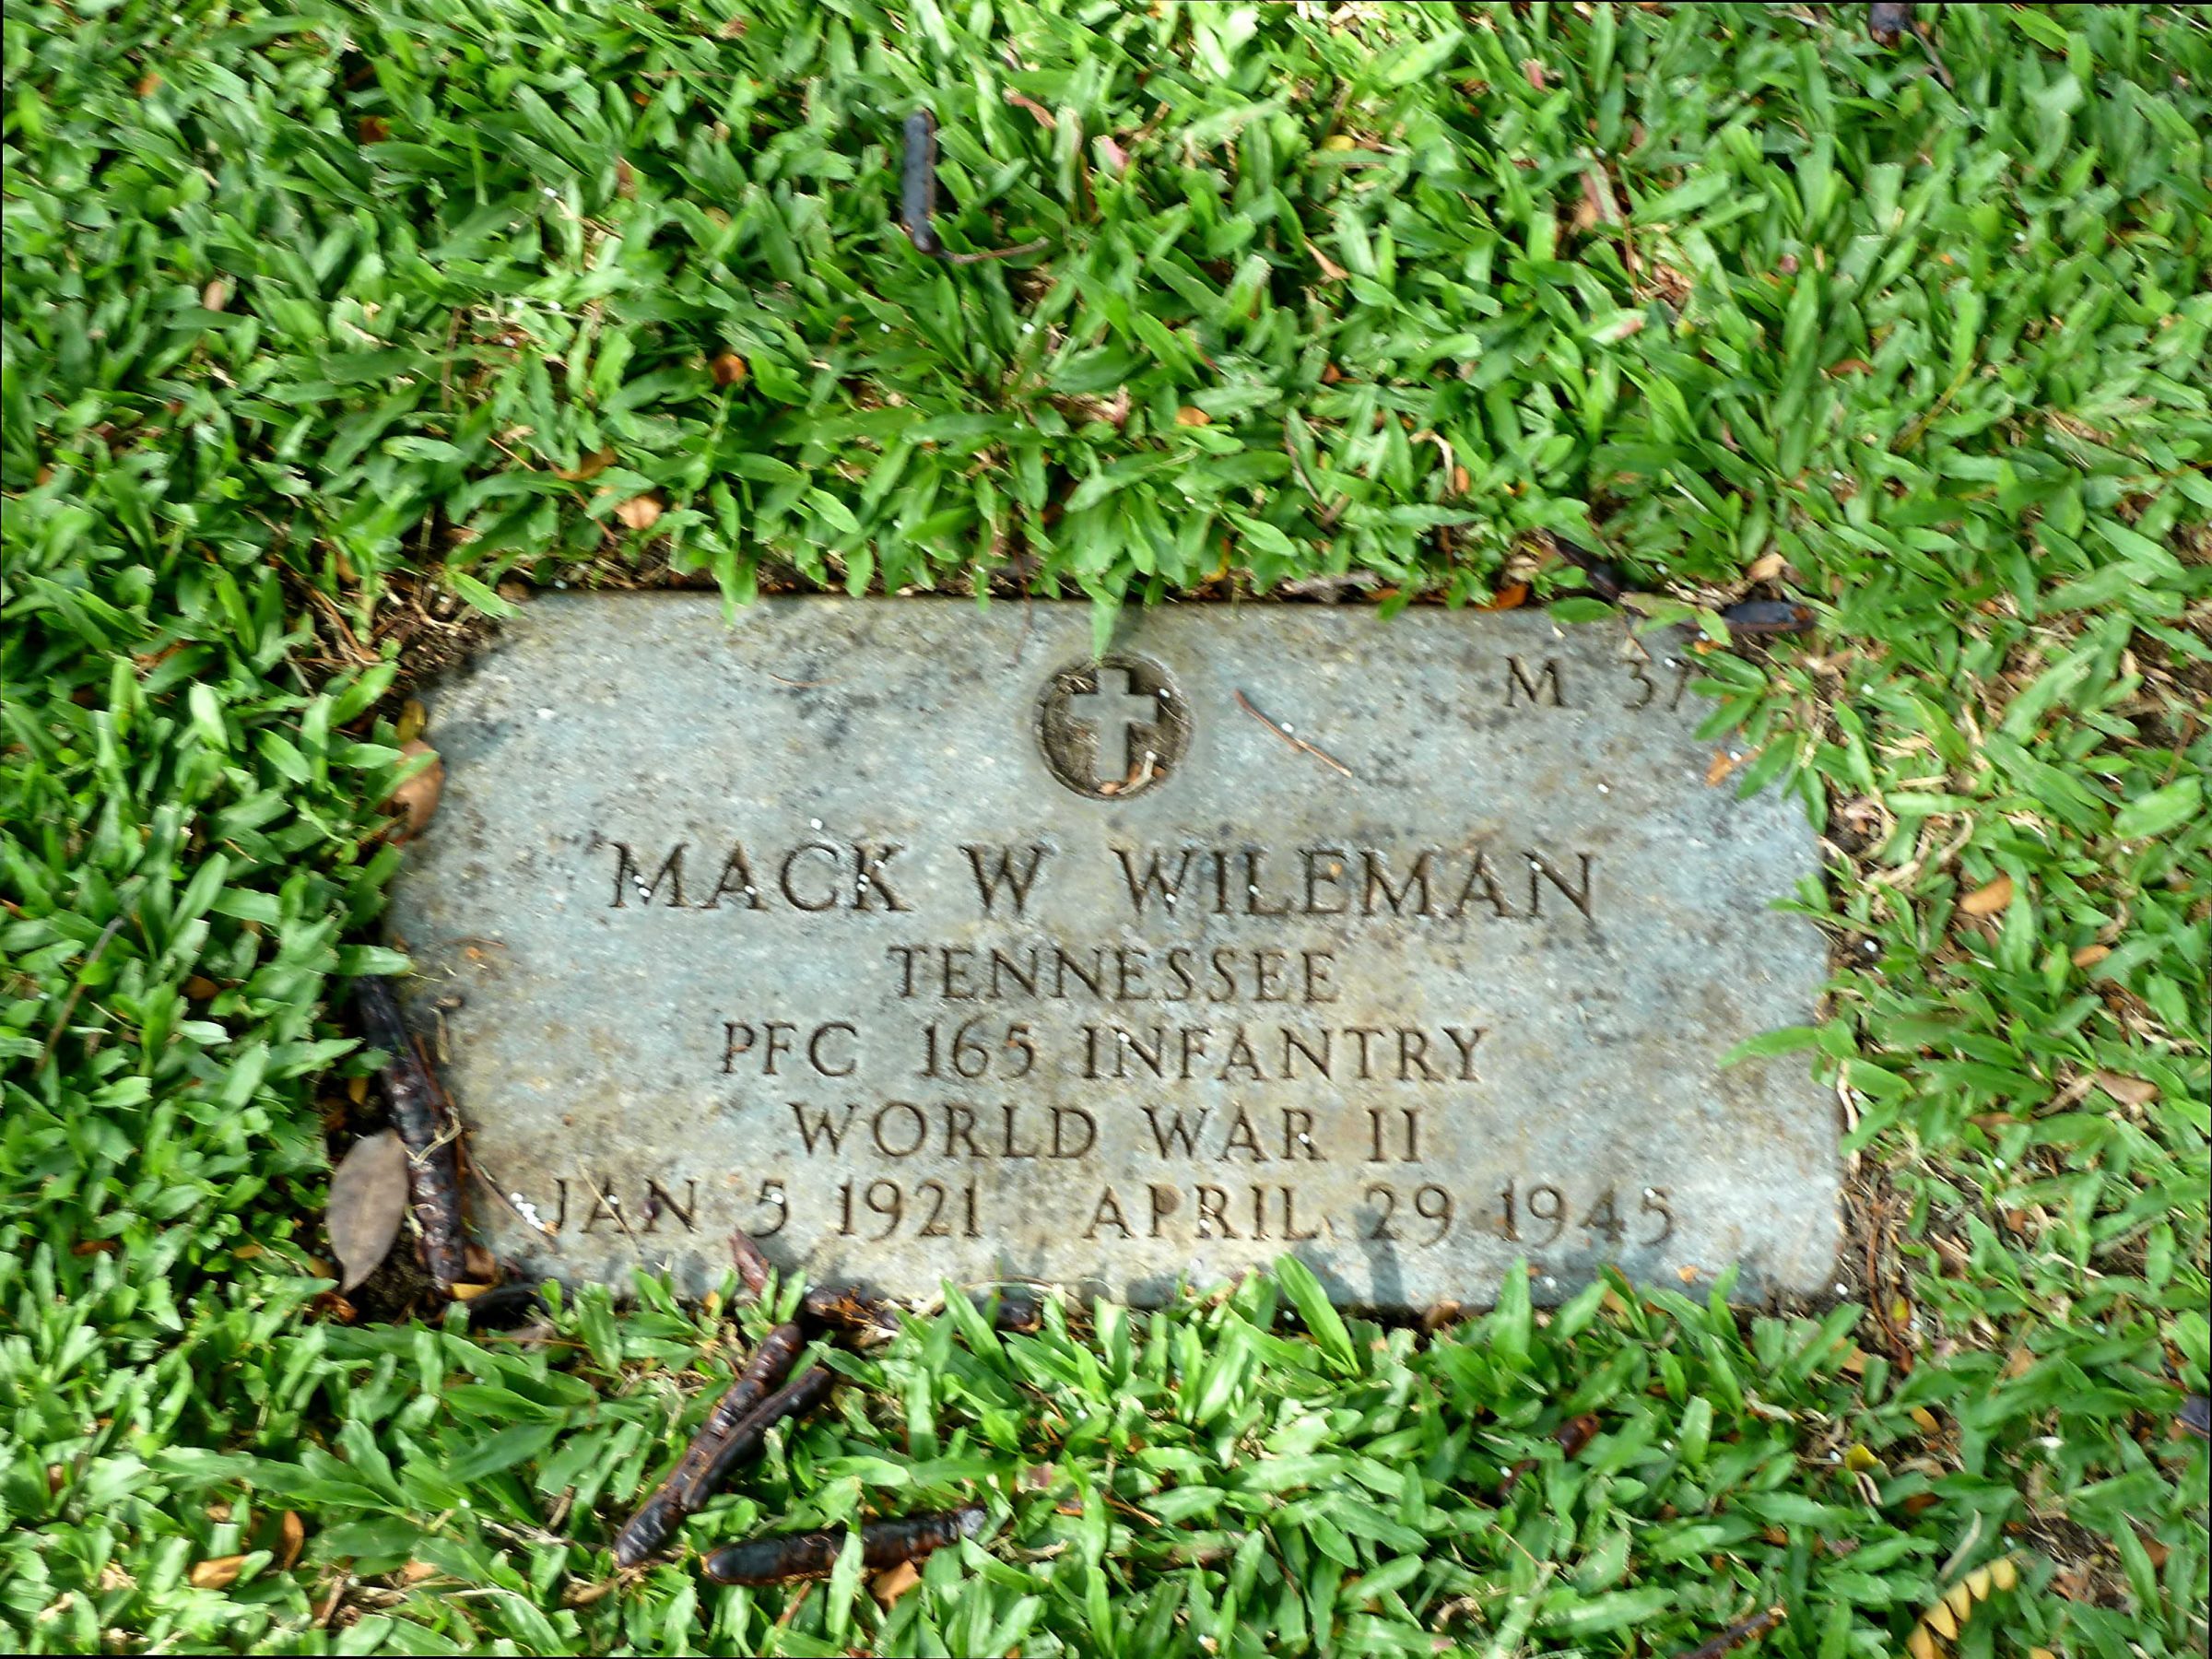 M 37
MACK W WILEMAN
TENNESSEE
PFC 165 INFANTRY
WORLD WAR II
JAN 5 1921 APRIL 29 1945